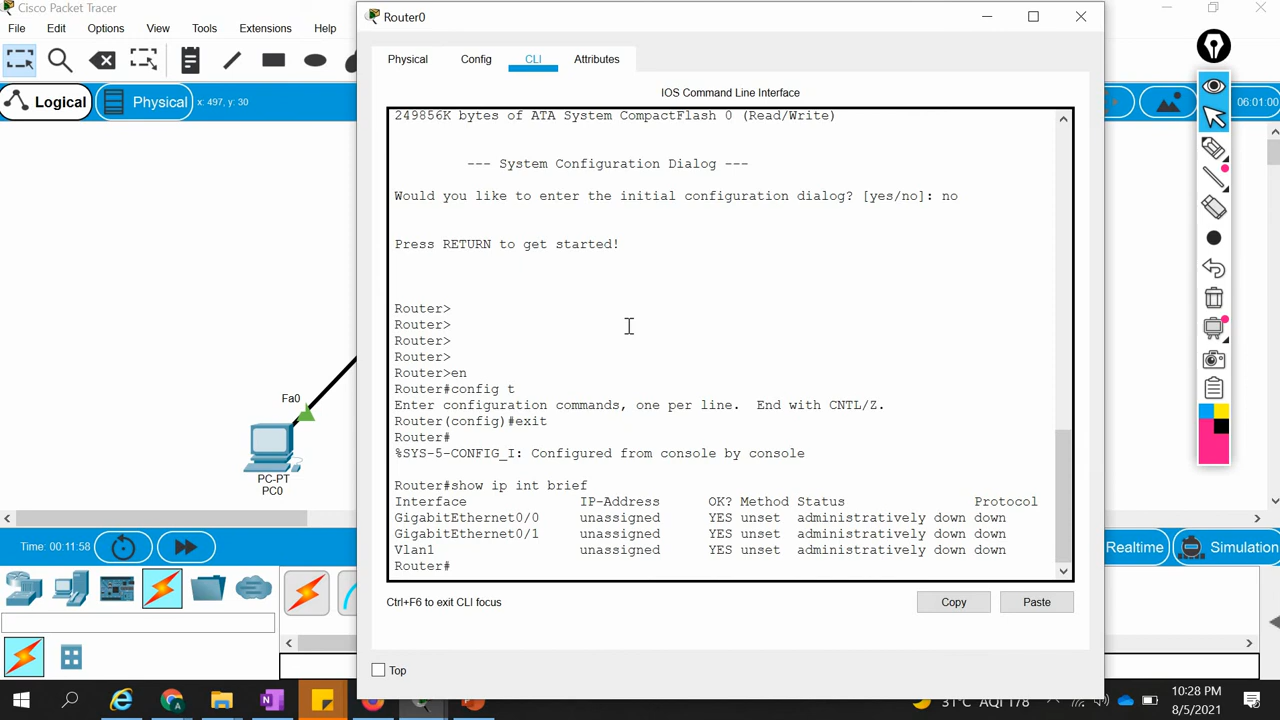 Cisco Packet Tracer
File Edit Options View Tools Extensions Help
Logical
Physical x: 497, y: 30
06:01:00
Router0
Physical Config CLI Attributes
IOS Command Line Interface
249856K bytes of ATA System CompactFlash 0 (Read/Write)
--- System Configuration Dialog ---
Would you like to enter the initial configuration dialog? [yes/no]: no
Press RETURN to get started!
Router>
Router>
Router>
Router>
Router>en
Router#config t
Enter configuration commands, one per line.  End with CNTL/Z.
Router(config)#exit
Router#
%SYS-5-CONFIG_I: Configured from console by console
Router#show ip int brief
Interface IP-Address OK? Method Status Protocol
GigabitEthernet0/0 unassigned YES unset administratively down down
GigabitEthernet0/1 unassigned YES unset administratively down down
Vlan1 unassigned YES unset administratively down down
Router#
Ctrl+F6 to exit CLI focus
Copy
Paste
Top
Fa0
PC-PT
PC0
Time: 00:11:58
Realtime
Simulation
31°C AQI 178
10:28 PM
8/5/2021